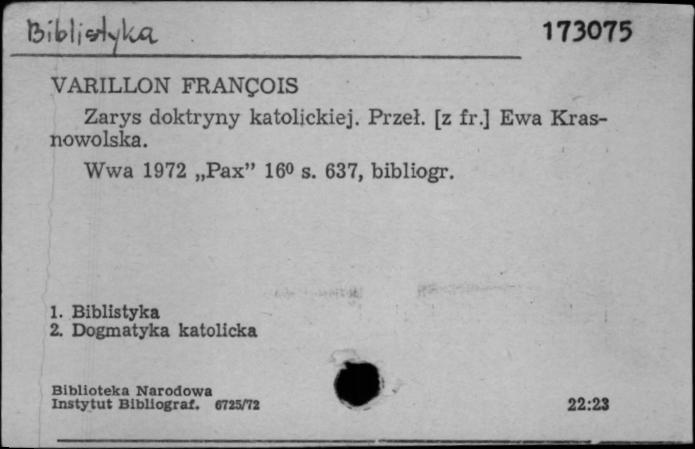 Biblistyka 173075
VARILLON FRANÇOIS
Zarys doktryny katolickiej. Przeł. [z fr.] Ewa Kras-
nowolska.
Wwa 1972 „Pax” 16⁰ s. 637, bibliogr.
1. Biblistyka
2. Dogmatyka katolicka
Biblioteka Narodowa
Instytut Bibliograf. 6725/72 22:23